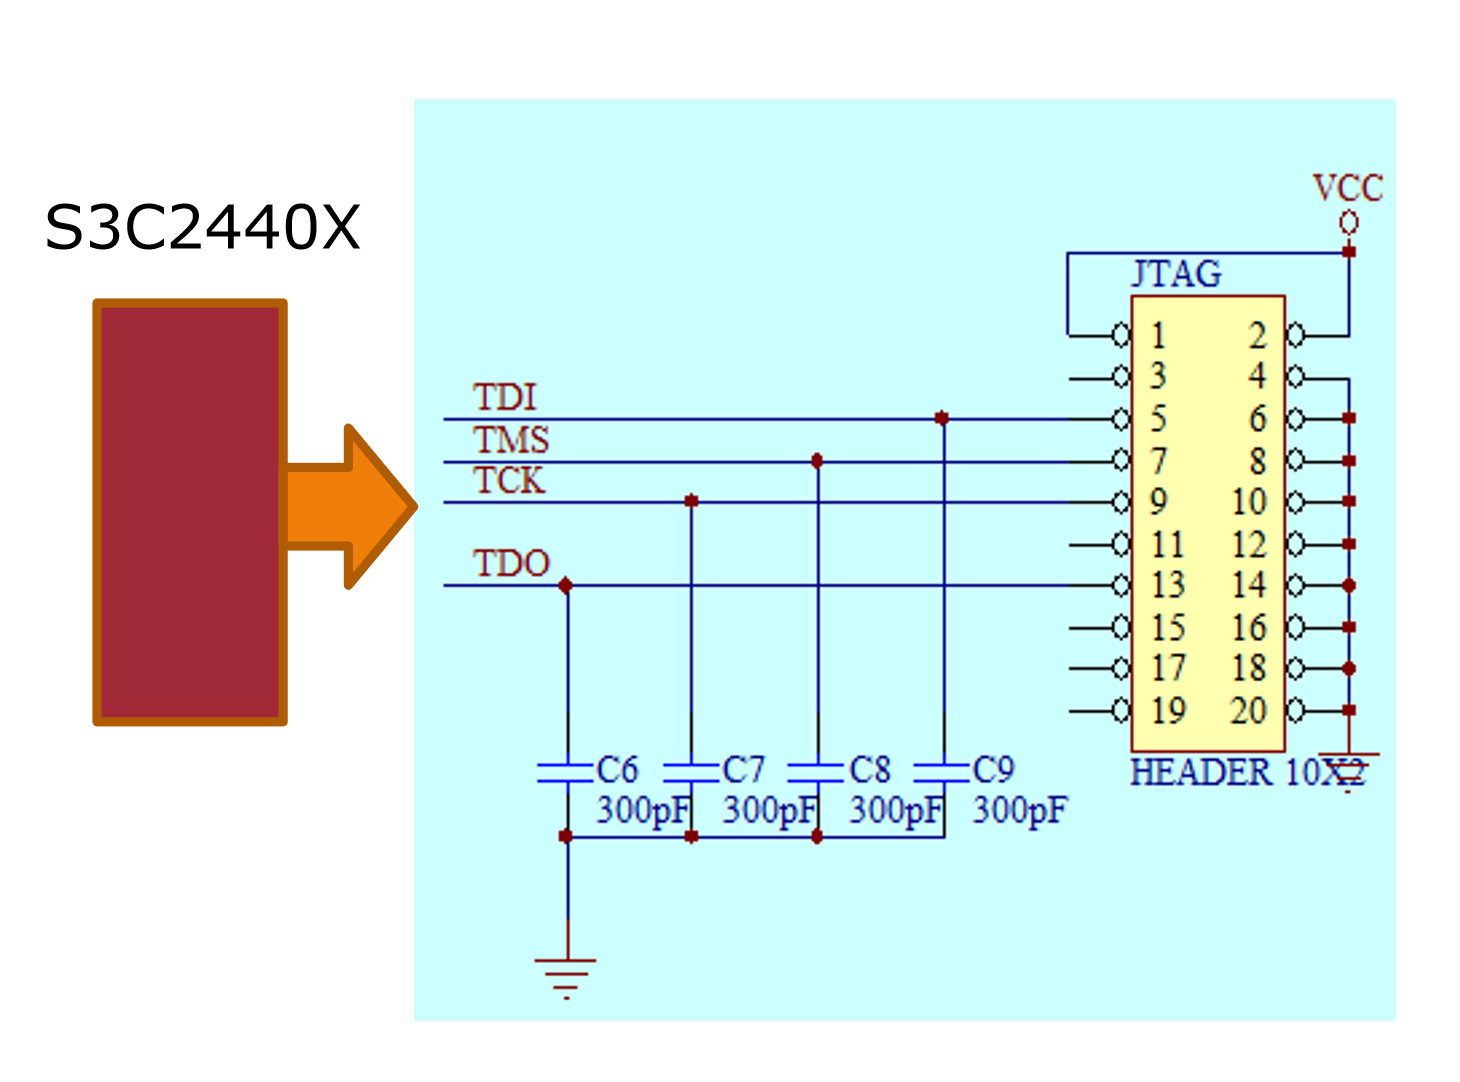 S3C2440X
VCC
JTAG
1 2
3 4
TDI
5 6
TMS
7 8
TCK
9 10
11 12
TDO
13 14
15 16
17 18
19 20
C6 C7 C8 C9
HEADER 10X2
300pF 300pF 300pF 300pF